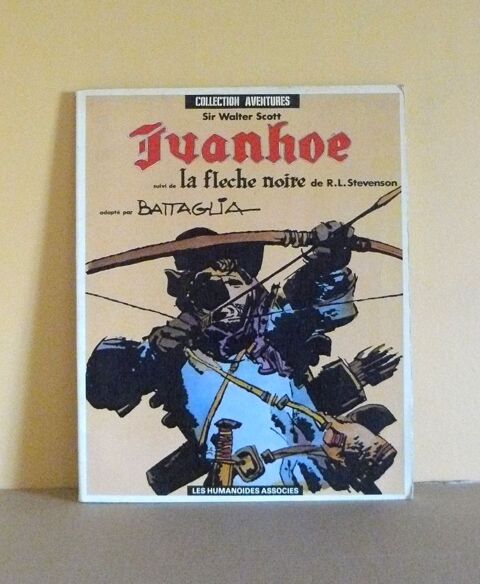 COLLECTION AVENTURES
Sir Walter Scott
Ivanhoe
suivi de la fleche noire de R.L. Stevenson
adapté par BATTAGLIA
LES HUMANOIDES ASSOCIES